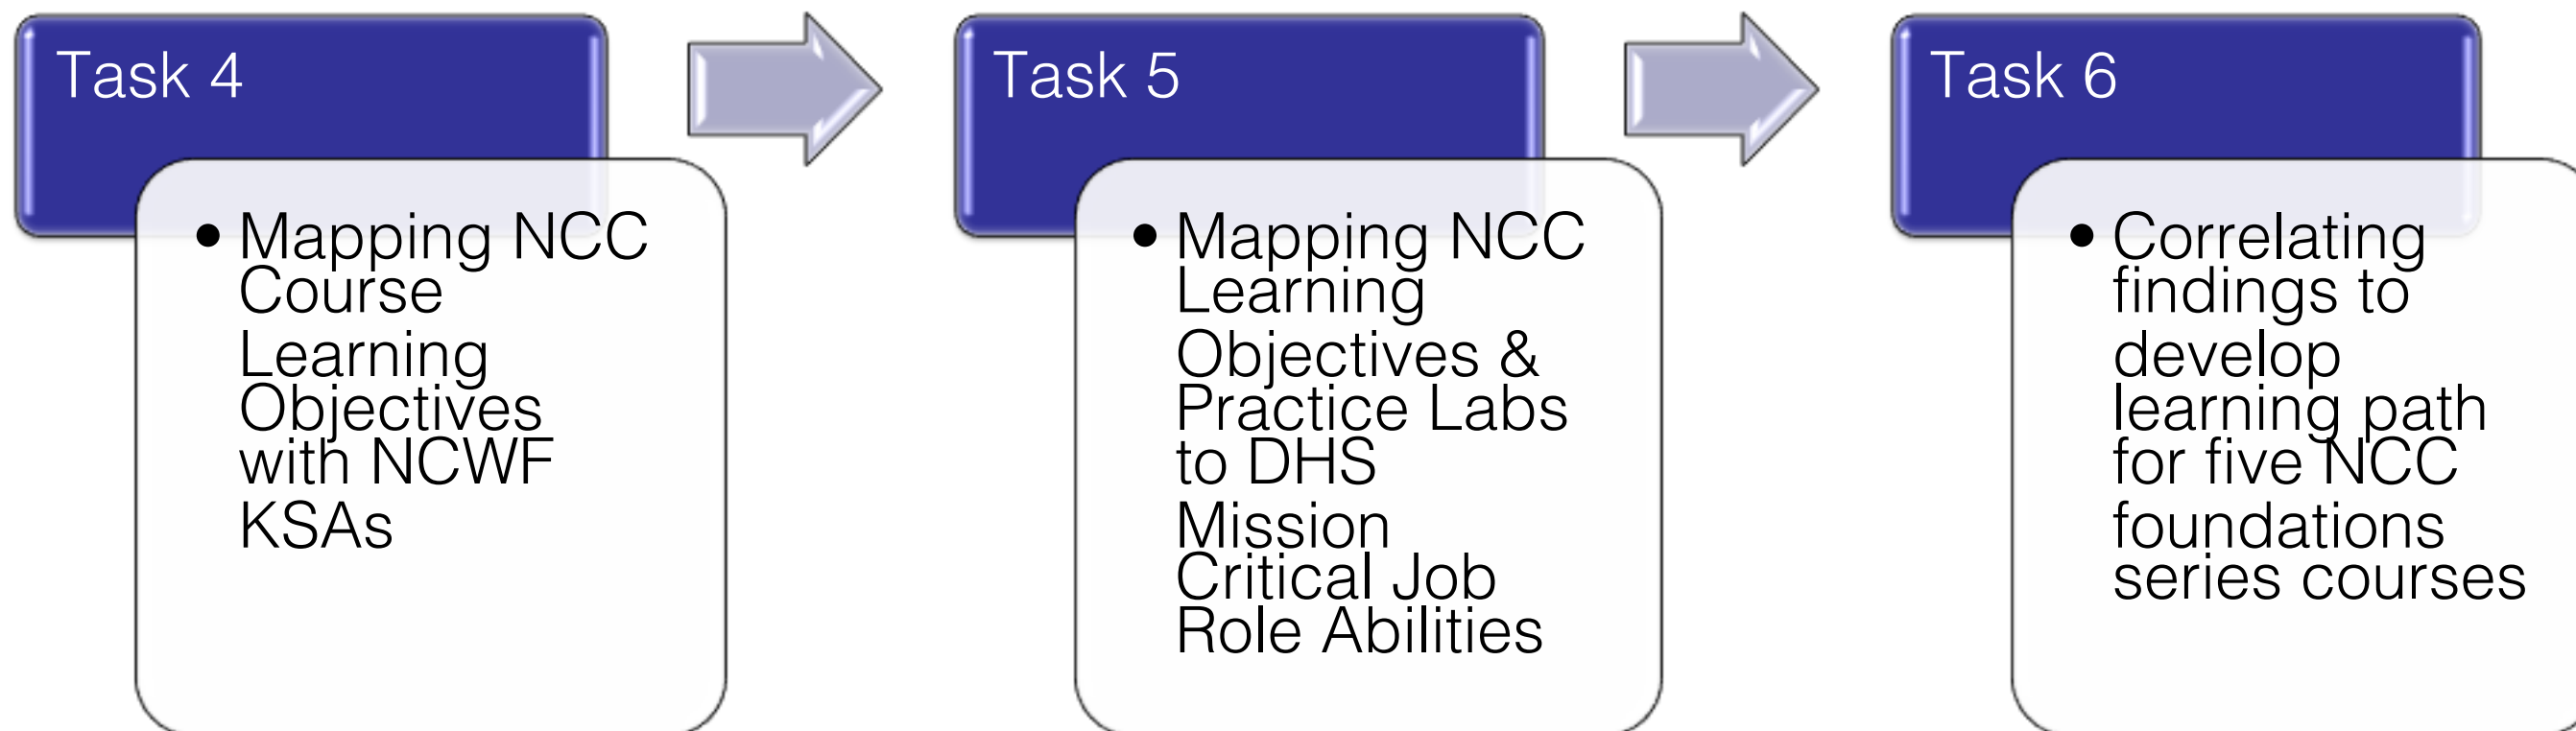 Task 4
• Mapping NCC
Course
Learning
Objectives
with NCWF
KSAs
Task 5
• Mapping NCC
Learning
Objectives &
Practice Labs
to DHS
Mission
Critical Job
Role Abilities
Task 6
• Correlating
findings to
develop
learning path
for five NCC
foundations
series courses